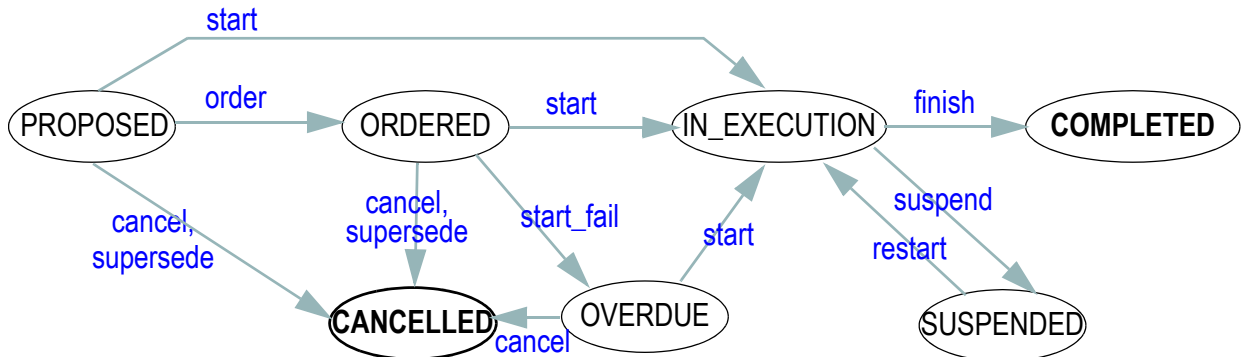 start
order
start
finish
PROPOSED
ORDERED
IN_EXECUTION
COMPLETED
cancel,
supersede
cancel,
supersede
start_fail
start
suspend
restart
CANCELLED
OVERDUE
SUSPENDED
cancel